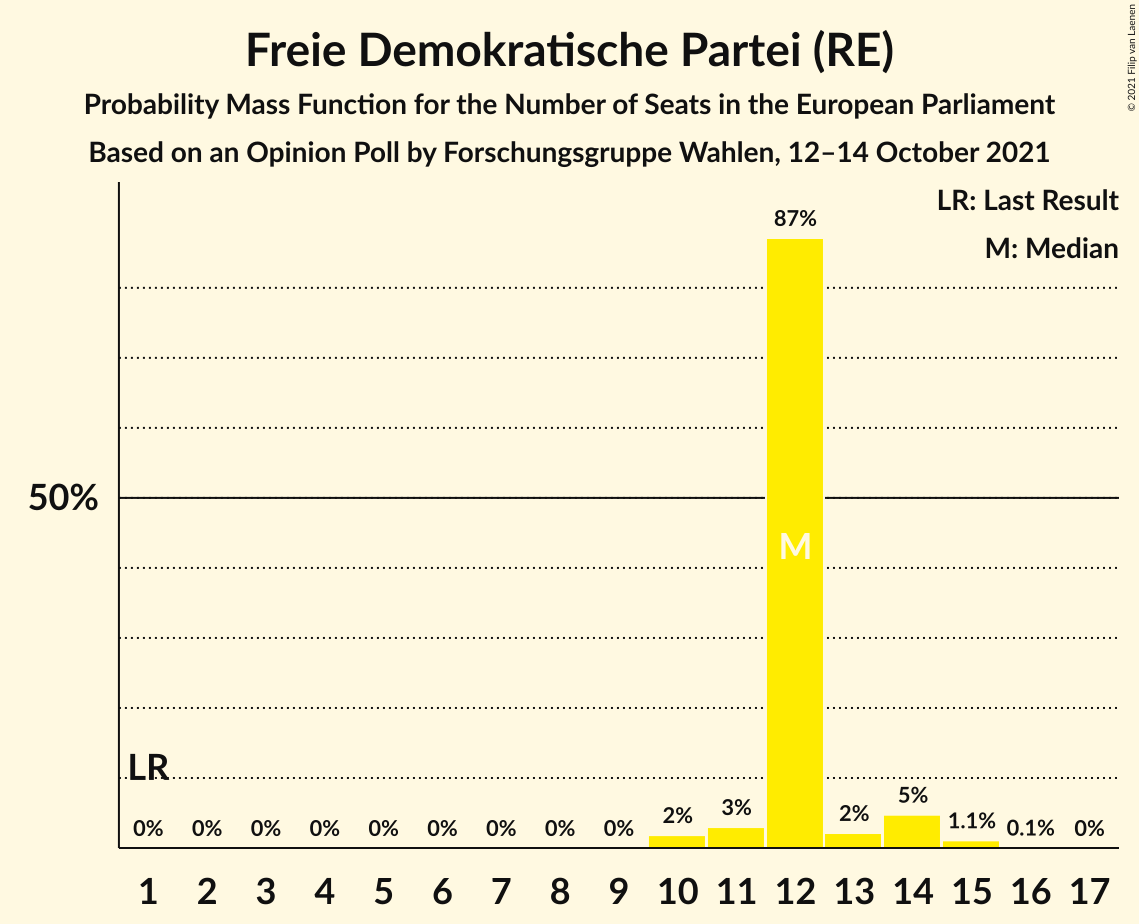 Freie Demokratische Partei (RE)
Probability Mass Function for the Number of Seats in the European Parliament
Based on an Opinion Poll by Forschungsgruppe Wahlen, 12–14 October 2021
© 2021 Filip van Laenen
LR: Last Result
M: Median
87%
50%
M
LR
0% 0% 0% 0% 0% 0% 0% 0% 0% 2% 3% 2% 5% 1.1% 0.1% 0%
1 2 3 4 5 6 7 8 9 10 11 12 13 14 15 16 17